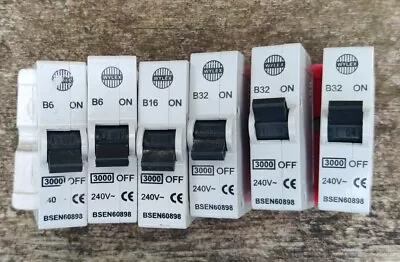 WYLEX
B6 ON
3000 OFF
40
BSEN60898
WYLEX
B6 ON
3000 OFF
240V~ CE
BSEN60898
WYLEX
B16 ON
3000 OFF
240V~ CE
BSEN60898
WYLEX
B32 ON
3000 OFF
240V~ CE
BSEN60898
WYLEX
B32 ON
3000 OFF
240V~ CE
BSEN60898
WYLEX
B32 ON
3000 OFF
240V~ CE
BSEN60898